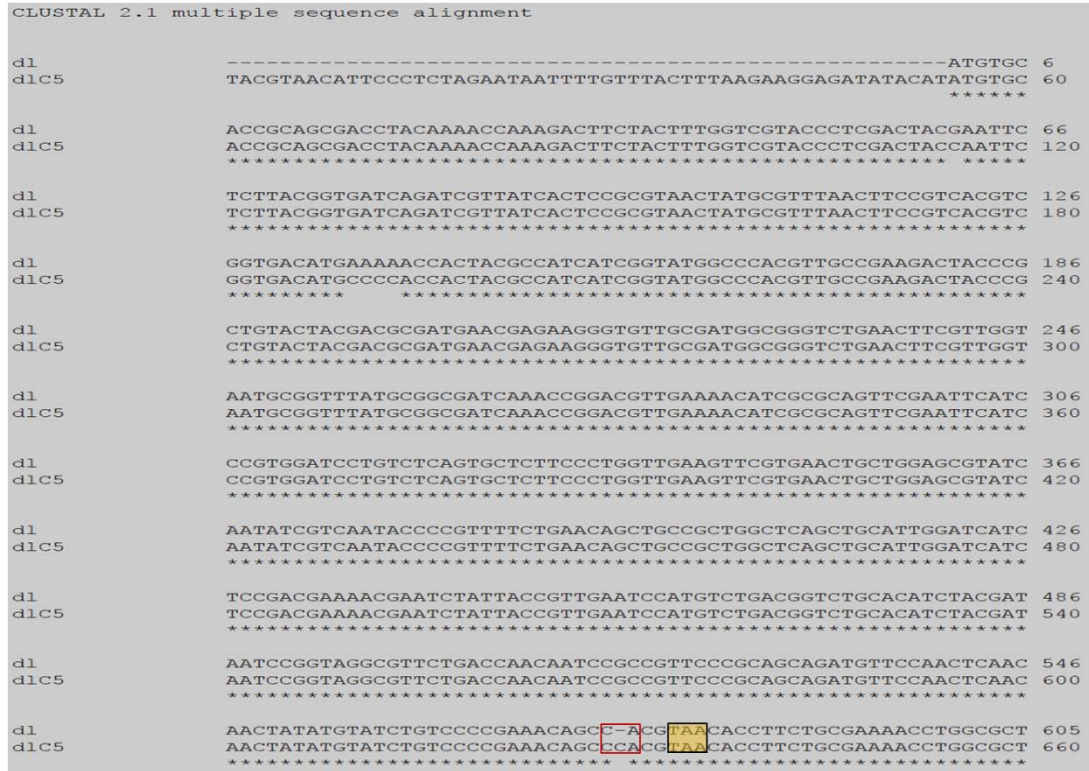 CLUSTAL 2.1 multiple sequence alignment
dl ------------------------------------------------------ATGTGC 6
dlC5 TACGTAACATTCCCTCTAGAATAATTTTGTTTACTTTAAGAAGGAGATATACATATGTGC 60
******
dl ACCGCAGCGACCTACAAAACCAAAGACTTCTACTTTGGTCGTACCCTCGACTACGAATTC 66
dlC5 ACCGCAGCGACCTACAAAACCAAAGACTTCTACTTTGGTCGTACCCTCGACTACCAATTC 120
****************************************************** *****
dl TCTTACGGTGATCAGATCGTTATCACTCCGCGTAACTATGCGTTTAACTTCCGTCACGTC 126
dlC5 TCTTACGGTGATCAGATCGTTATCACTCCGCGTAACTATGCGTTTAACTTCCGTCACGTC 180
************************************************************
dl GGTGACATGAAAAACCACTACGCCATCATCGGTATGGCCCACGTTGCCGAAGACTACCCG 186
dlC5 GGTGACATGCCCCACCACTACGCCATCATCGGTATGGCCCACGTTGCCGAAGACTACCCG 240
*********    ***********************************************
dl CTGTACTACGACGCGATGAACGAGAAGGGTGTTGCGATGGCGGGTCTGAACTTCGTTGGT 246
dlC5 CTGTACTACGACGCGATGAACGAGAAGGGTGTTGCGATGGCGGGTCTGAACTTCGTTGGT 300
************************************************************
dl AATGCGGTTTATGCGGCGATCAAACCGGACGTTGAAAACATCGCGCAGTTCGAATTCATC 306
dlC5 AATGCGGTTTATGCGGCGATCAAACCGGACGTTGAAAACATCGCGCAGTTCGAATTCATC 360
************************************************************
dl CCGTGGATCCTGTCTCAGTGCTCTTCCCTGGTTGAAGTTCGTGAACTGCTGGAGCGTATC 366
dlC5 CCGTGGATCCTGTCTCAGTGCTCTTCCCTGGTTGAAGTTCGTGAACTGCTGGAGCGTATC 420
************************************************************
dl AATATCGTCAATACCCCGTTTTCTGAACAGCTGCCGCTGGCTCAGCTGCATTGGATCATC 426
dlC5 AATATCGTCAATACCCCGTTTTCTGAACAGCTGCCGCTGGCTCAGCTGCATTGGATCATC 480
************************************************************
dl TCCGACGAAAACGAATCTATTACCGTTGAATCCATGTCTGACGGTCTGCACATCTACGAT 486
dlC5 TCCGACGAAAACGAATCTATTACCGTTGAATCCATGTCTGACGGTCTGCACATCTACGAT 540
************************************************************
dl AATCCGGTAGGCGTTCTGACCAACAATCCGCCGTTCCCGCAGCAGATGTTCCAACTCAAC 546
dlC5 AATCCGGTAGGCGTTCTGACCAACAATCCGCCGTTCCCGCAGCAGATGTTCCAACTCAAC 600
************************************************************
dl AACTATATGTATCTGTCCCCGAAACAGCC-ACGTAACACCTTCTGCGAAAACCTGGCGCT 605
dlC5 AACTATATGTATCTGTCCCCGAAACAGCCCACGTAACACCTTCTGCGAAAACCTGGCGCT 660
***************************** ******************************